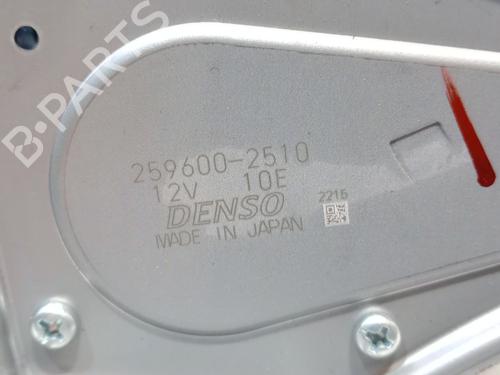 B-PARTS
259600-2510
12V 10E
DENSO 2215
MADE IN JAPAN